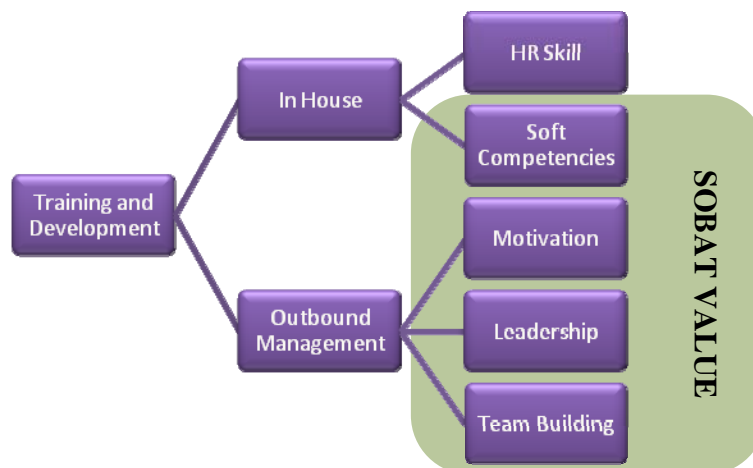 HR Skill
In House
Soft
Competencies
Training and
Development
Motivation
Outbound
Management
Leadership
Team Building
SOBAT VALUE